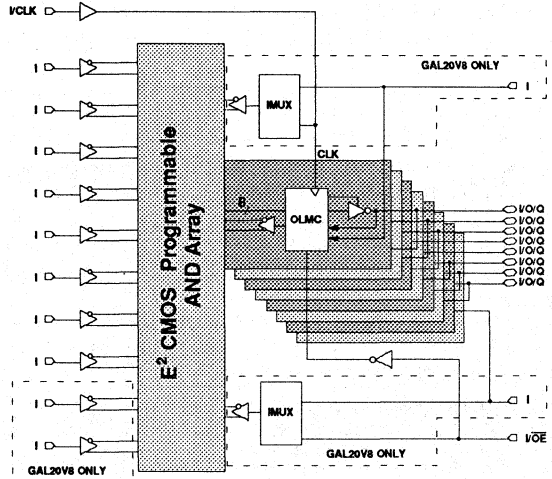 I/CLK
GAL20V8 ONLY
I
I
IMUX
I
I
CLK
I
8
OLMC
I/O/Q
I/O/Q
I/O/Q
I/O/Q
I/O/Q
I/O/Q
I/O/Q
I/O/Q
E² CMOS Programmable
AND Array
I
I
I
I
I
IMUX
I
I
GAL20V8 ONLY
I/OE
GAL20V8 ONLY